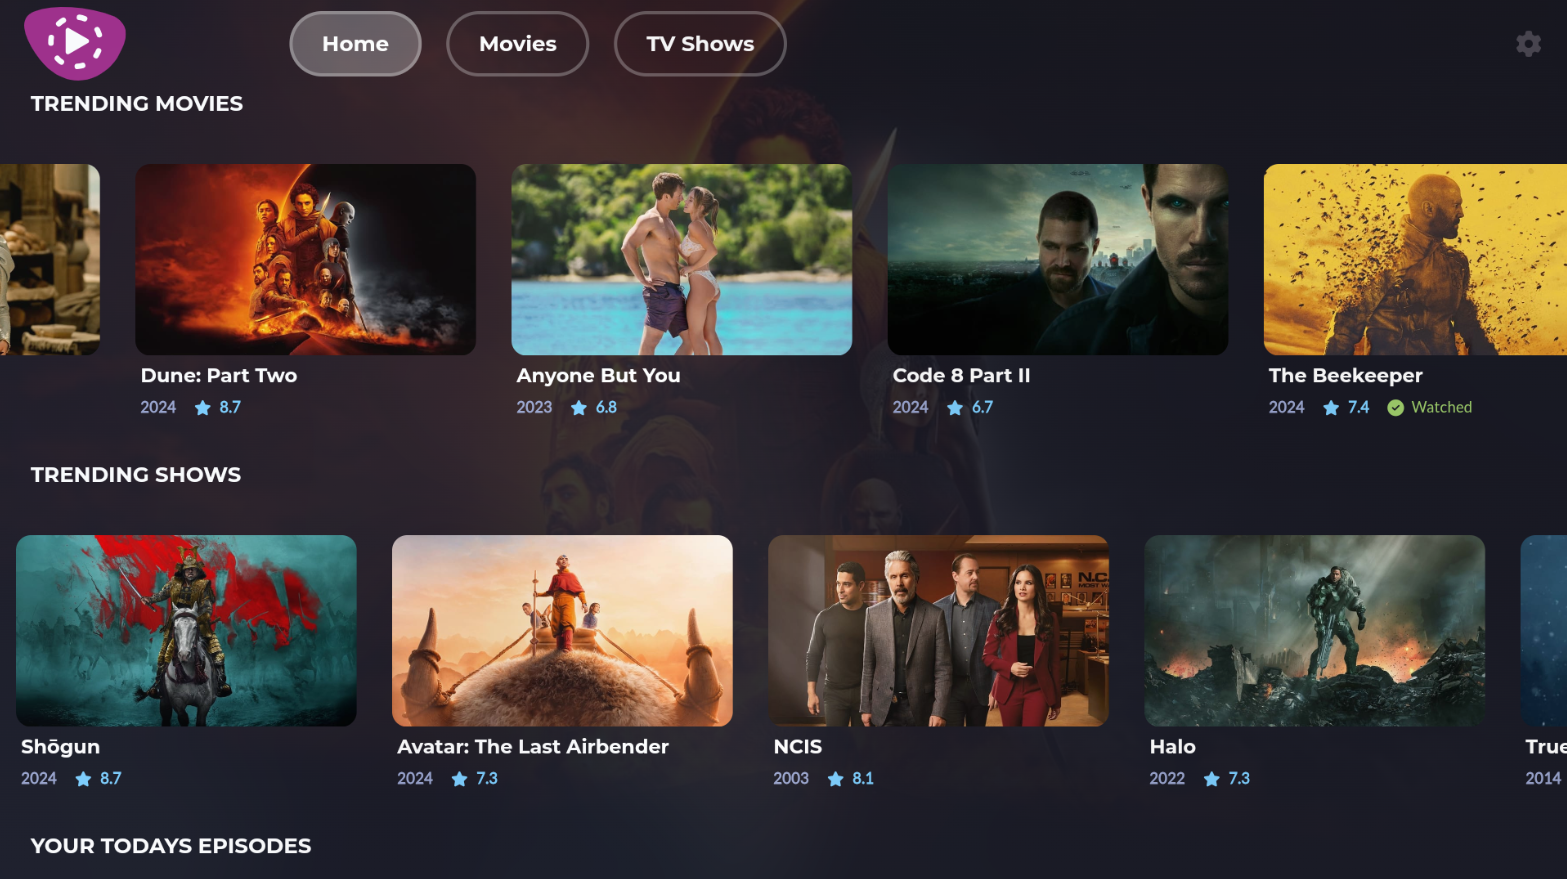 Home
Movies
TV Shows
TRENDING MOVIES
Dune: Part Two
2024 8.7
Anyone But You
2023 6.8
Code 8 Part II
2024 6.7
The Beekeeper
2024 7.4 Watched
TRENDING SHOWS
N.C.
MOST WA
Shōgun
2024 8.7
Avatar: The Last Airbender
2024 7.3
NCIS
2003 8.1
Halo
2022 7.3
True
2014
YOUR TODAYS EPISODES